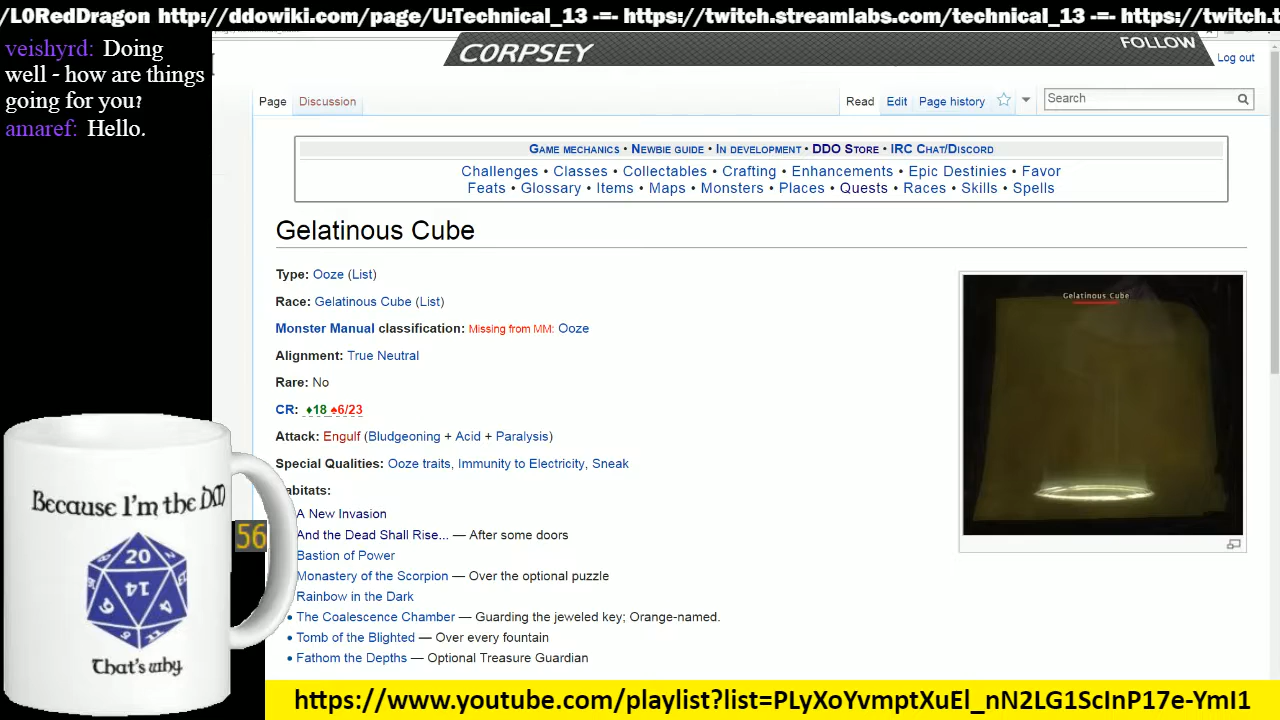 /L0RedDragon http://ddowiki.com/page/U:Technical_13 -=- https://twitch.streamlabs.com/technical_13 -=- https://twitch.t
veishyrd: Doing
well - how are things
going for you?
amaref: Hello.
CORPSEY
FOLLOW
Log out
Page Discussion
Read Edit Page history
Search
Game mechanics • Newbie guide • In development • DDO Store • IRC Chat/Discord
Challenges • Classes • Collectables • Crafting • Enhancements • Epic Destinies • Favor
Feats • Glossary • Items • Maps • Monsters • Places • Quests • Races • Skills • Spells
Gelatinous Cube
Type: Ooze (List)
Race: Gelatinous Cube (List)
Monster Manual classification: Missing from MM: Ooze
Alignment: True Neutral
Rare: No
CR: ♦18 ♠6/23
Attack: Engulf (Bludgeoning + Acid + Paralysis)
Special Qualities: Ooze traits, Immunity to Electricity, Sneak
abitats:
A New Invasion
And the Dead Shall Rise... — After some doors
Bastion of Power
Monastery of the Scorpion — Over the optional puzzle
Rainbow in the Dark
• The Coalescence Chamber — Guarding the jeweled key; Orange-named.
• Tomb of the Blighted — Over every fountain
• Fathom the Depths — Optional Treasure Guardian
Gelatinous Cube
56
Because I'm the DM
20
14
That's why.
https://www.youtube.com/playlist?list=PLyXoYvmptXuEl_nN2LG1ScInP17e-YmI1